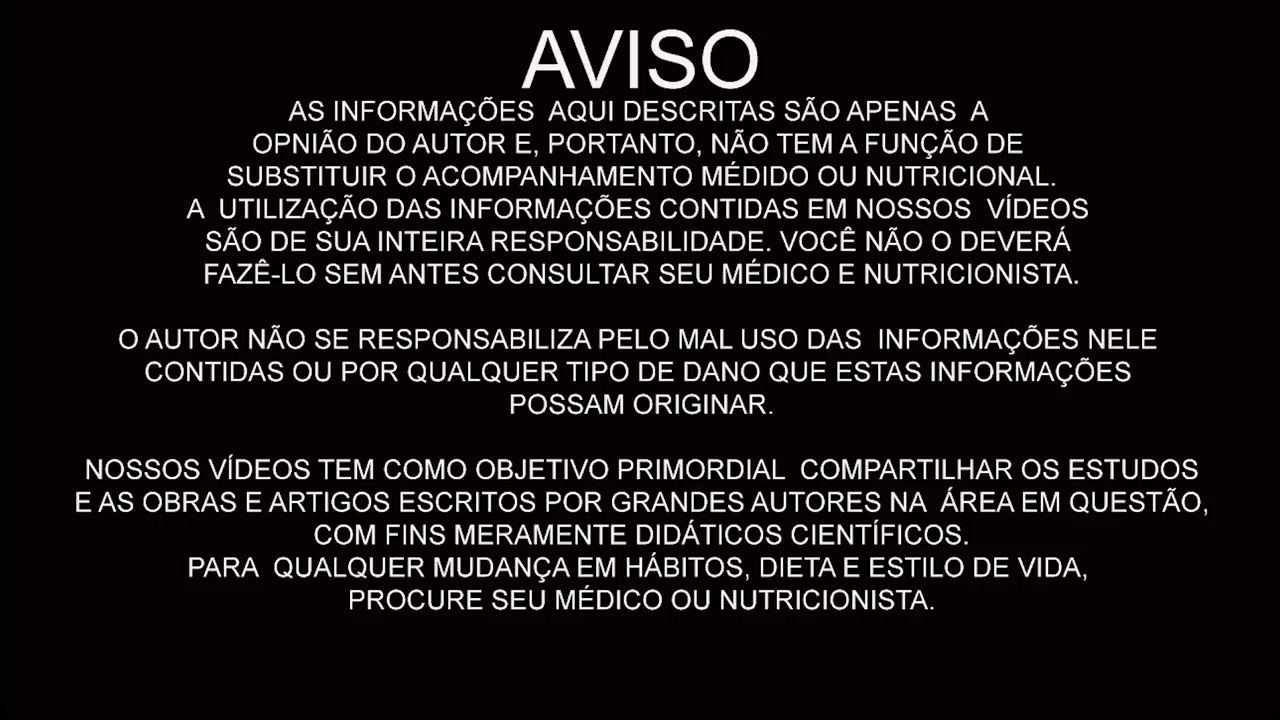 AVISO
AS INFORMAÇÕES AQUI DESCRITAS SÃO APENAS A
OPNIÃO DO AUTOR E, PORTANTO, NÃO TEM A FUNÇÃO DE
SUBSTITUIR O ACOMPANHAMENTO MÉDIDO OU NUTRICIONAL.
A UTILIZAÇÃO DAS INFORMAÇÕES CONTIDAS EM NOSSOS VÍDEOS
SÃO DE SUA INTEIRA RESPONSABILIDADE. VOCÊ NÃO O DEVERÁ
FAZÊ-LO SEM ANTES CONSULTAR SEU MÉDICO E NUTRICIONISTA.
O AUTOR NÃO SE RESPONSABILIZA PELO MAL USO DAS INFORMAÇÕES NELE
CONTIDAS OU POR QUALQUER TIPO DE DANO QUE ESTAS INFORMAÇÕES
POSSAM ORIGINAR.
NOSSOS VÍDEOS TEM COMO OBJETIVO PRIMORDIAL COMPARTILHAR OS ESTUDOS
E AS OBRAS E ARTIGOS ESCRITOS POR GRANDES AUTORES NA ÁREA EM QUESTÃO,
COM FINS MERAMENTE DIDÁTICOS CIENTÍFICOS.
PARA QUALQUER MUDANÇA EM HÁBITOS, DIETA E ESTILO DE VIDA,
PROCURE SEU MÉDICO OU NUTRICIONISTA.